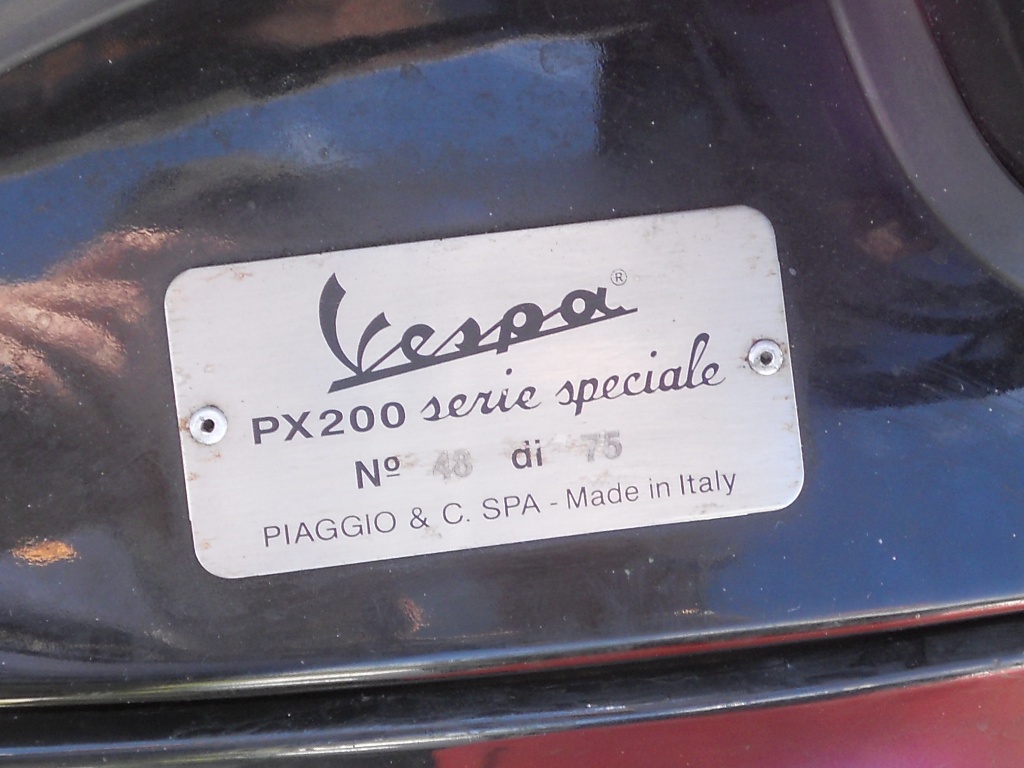 Vespa®
PX200 serie speciale
Nº 48 di 75
PIAGGIO & C. SPA - Made in Italy